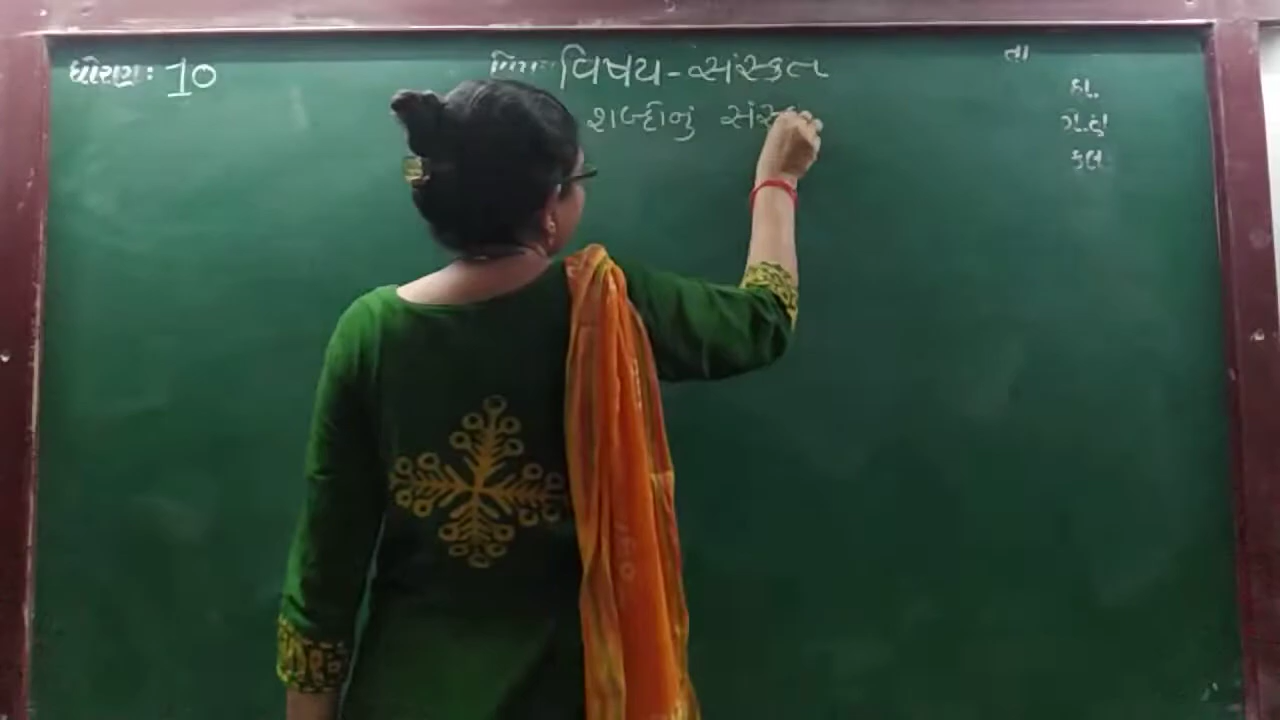 ધોરણ: 10
વિષય-સંસ્કૃત
શબ્દોનું
તા
હા.
ગે.હા
કુલ